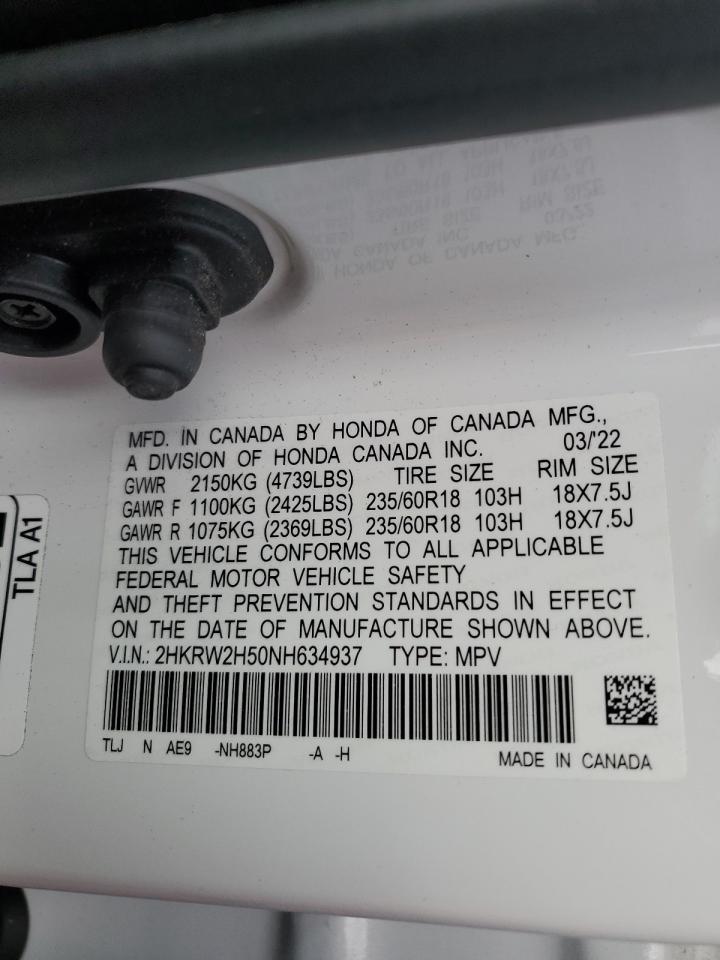 MFD. IN CANADA BY HONDA OF CANADA MFG.,
A DIVISION OF HONDA CANADA INC. 03/'22
GVWR 2150KG (4739LBS) TIRE SIZE RIM SIZE
GAWR F 1100KG (2425LBS) 235/60R18 103H 18X7.5J
GAWR R 1075KG (2369LBS) 235/60R18 103H 18X7.5J
THIS VEHICLE CONFORMS TO ALL APPLICABLE
FEDERAL MOTOR VEHICLE SAFETY
AND THEFT PREVENTION STANDARDS IN EFFECT
ON THE DATE OF MANUFACTURE SHOWN ABOVE.
V.I.N.: 2HKRW2H50NH634937 TYPE: MPV
TLJ N AE9 -NH883P -A -H MADE IN CANADA
TLA A1